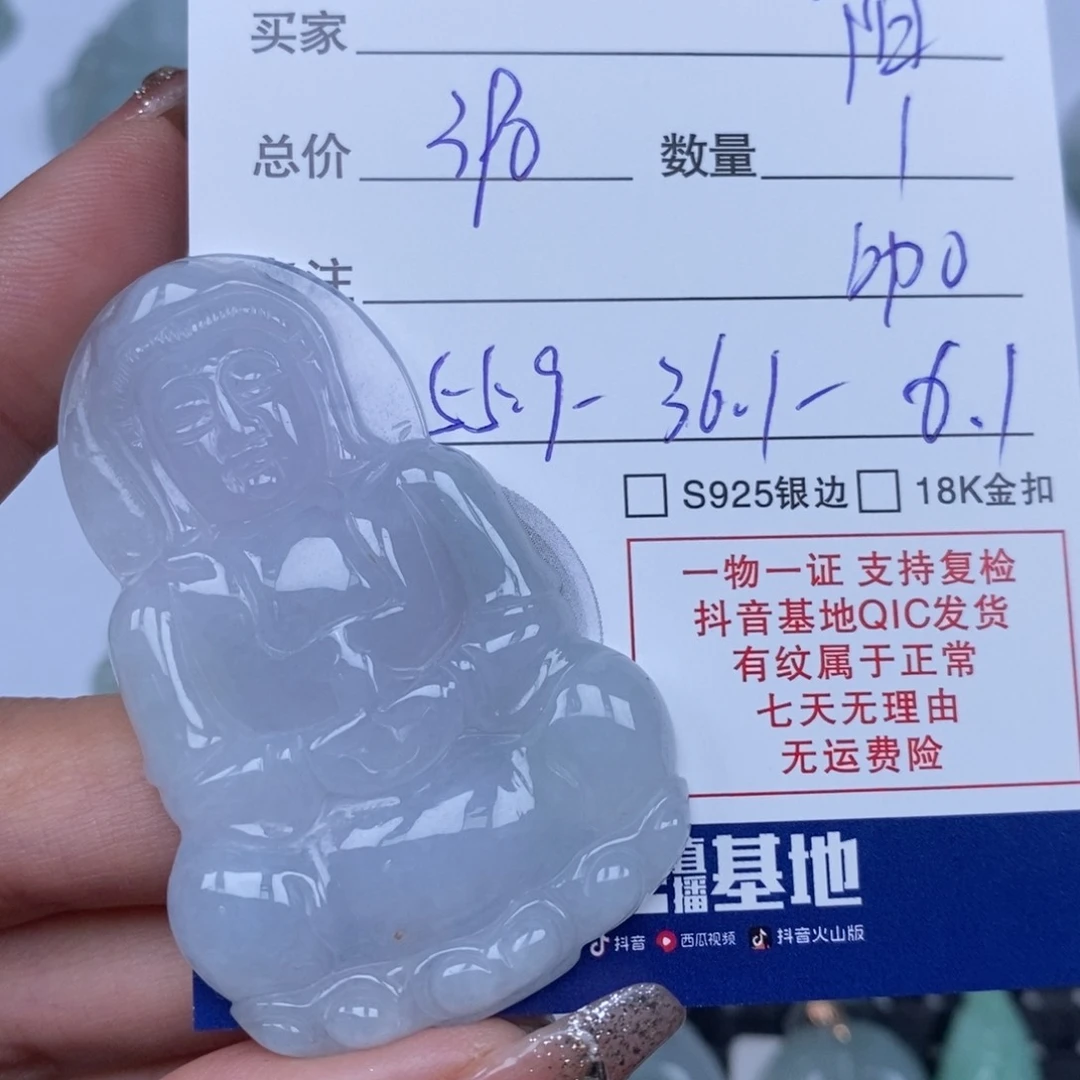 买家
总价 数量 1
注
55.9- 36.1- 6.1
S925银边 18K金扣
一物一证 支持复检
抖音基地QIC发货
有纹属于正常
七天无理由
无运费险
直播基地
抖音 西瓜视频 抖音火山版